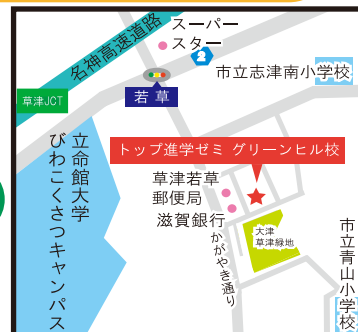 名神高速道路
スーパー
スター
2
市立志津南小学校
草津JCT
若草
トップ進学ゼミ グリーンヒル校
立命館大学
びわこくさつキャンパス
草津若草
郵便局
滋賀銀行
かがやき通り
大津
草津緑地
市立青山小学校